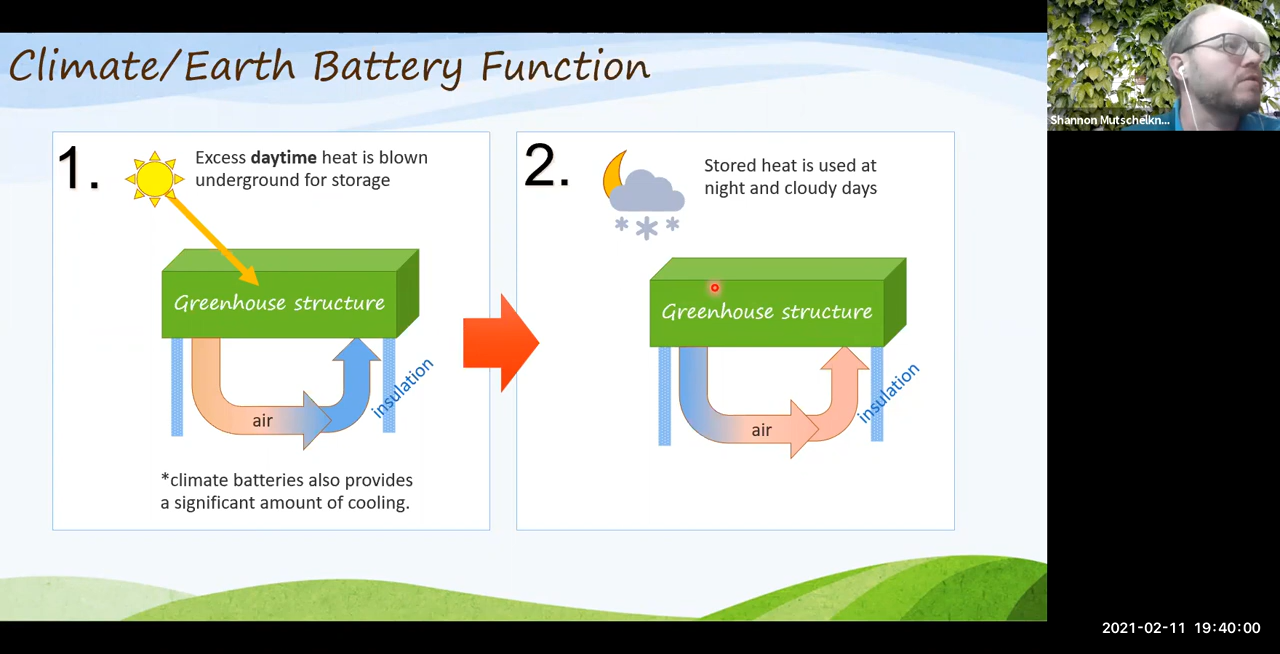 Climate/Earth Battery Function
Shannon Mutschelkn...
1.
Excess daytime heat is blown
underground for storage
Greenhouse structure
insulation
air
*climate batteries also provides
a significant amount of cooling.
2.
Stored heat is used at
night and cloudy days
Greenhouse structure
insulation
air
2021-02-11 19:40:00